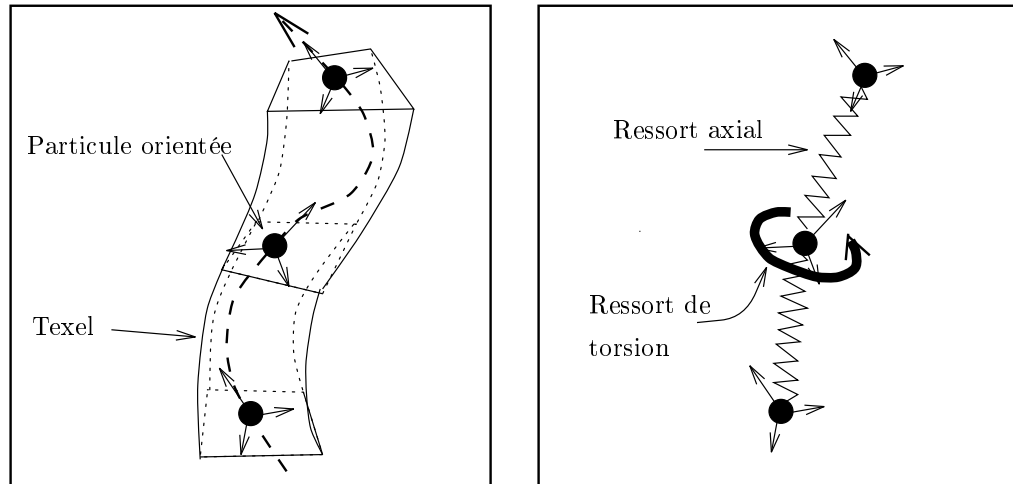 Particule orientée
Texel
Ressort axial
Ressort de
torsion